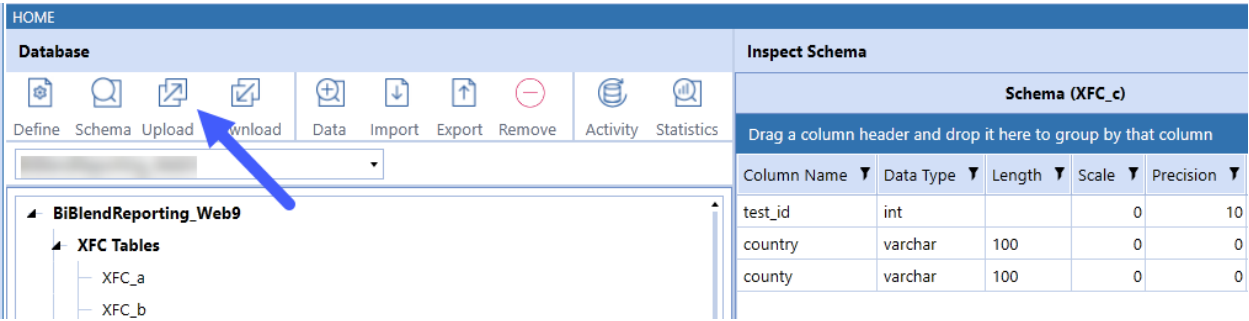 HOME
Database
Define Schema Upload Download Data Import Export Remove Activity Statistics
BiBlendReporting_Web9
XFC Tables
XFC_a
XFC_b
Inspect Schema
Schema (XFC_c)
Drag a column header and drop it here to group by that column
Column Name Data Type Length Scale Precision
test_id int 0 10
country varchar 100 0 0
county varchar 100 0 0